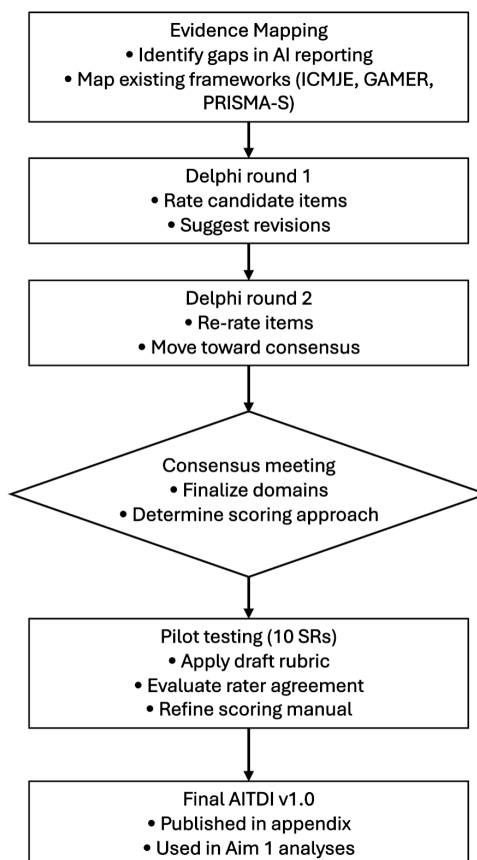 Evidence Mapping
• Identify gaps in AI reporting
• Map existing frameworks (ICMJE, GAMER,
PRISMA-S)
Delphi round 1
• Rate candidate items
• Suggest revisions
Delphi round 2
• Re-rate items
• Move toward consensus
Consensus meeting
• Finalize domains
• Determine scoring approach
Pilot testing (10 SRs)
• Apply draft rubric
• Evaluate rater agreement
• Refine scoring manual
Final AITDI v1.0
• Published in appendix
• Used in Aim 1 analyses